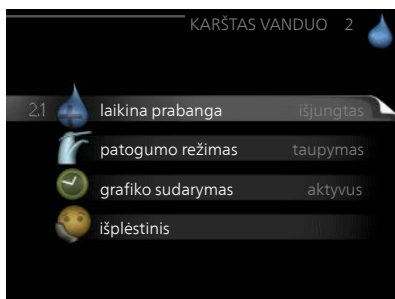 KARŠTAS VANDUO 2
2.1 laikina prabanga išjungtas
patogumo režimas taupymas
grafiko sudarymas aktyvus
išplėstinis